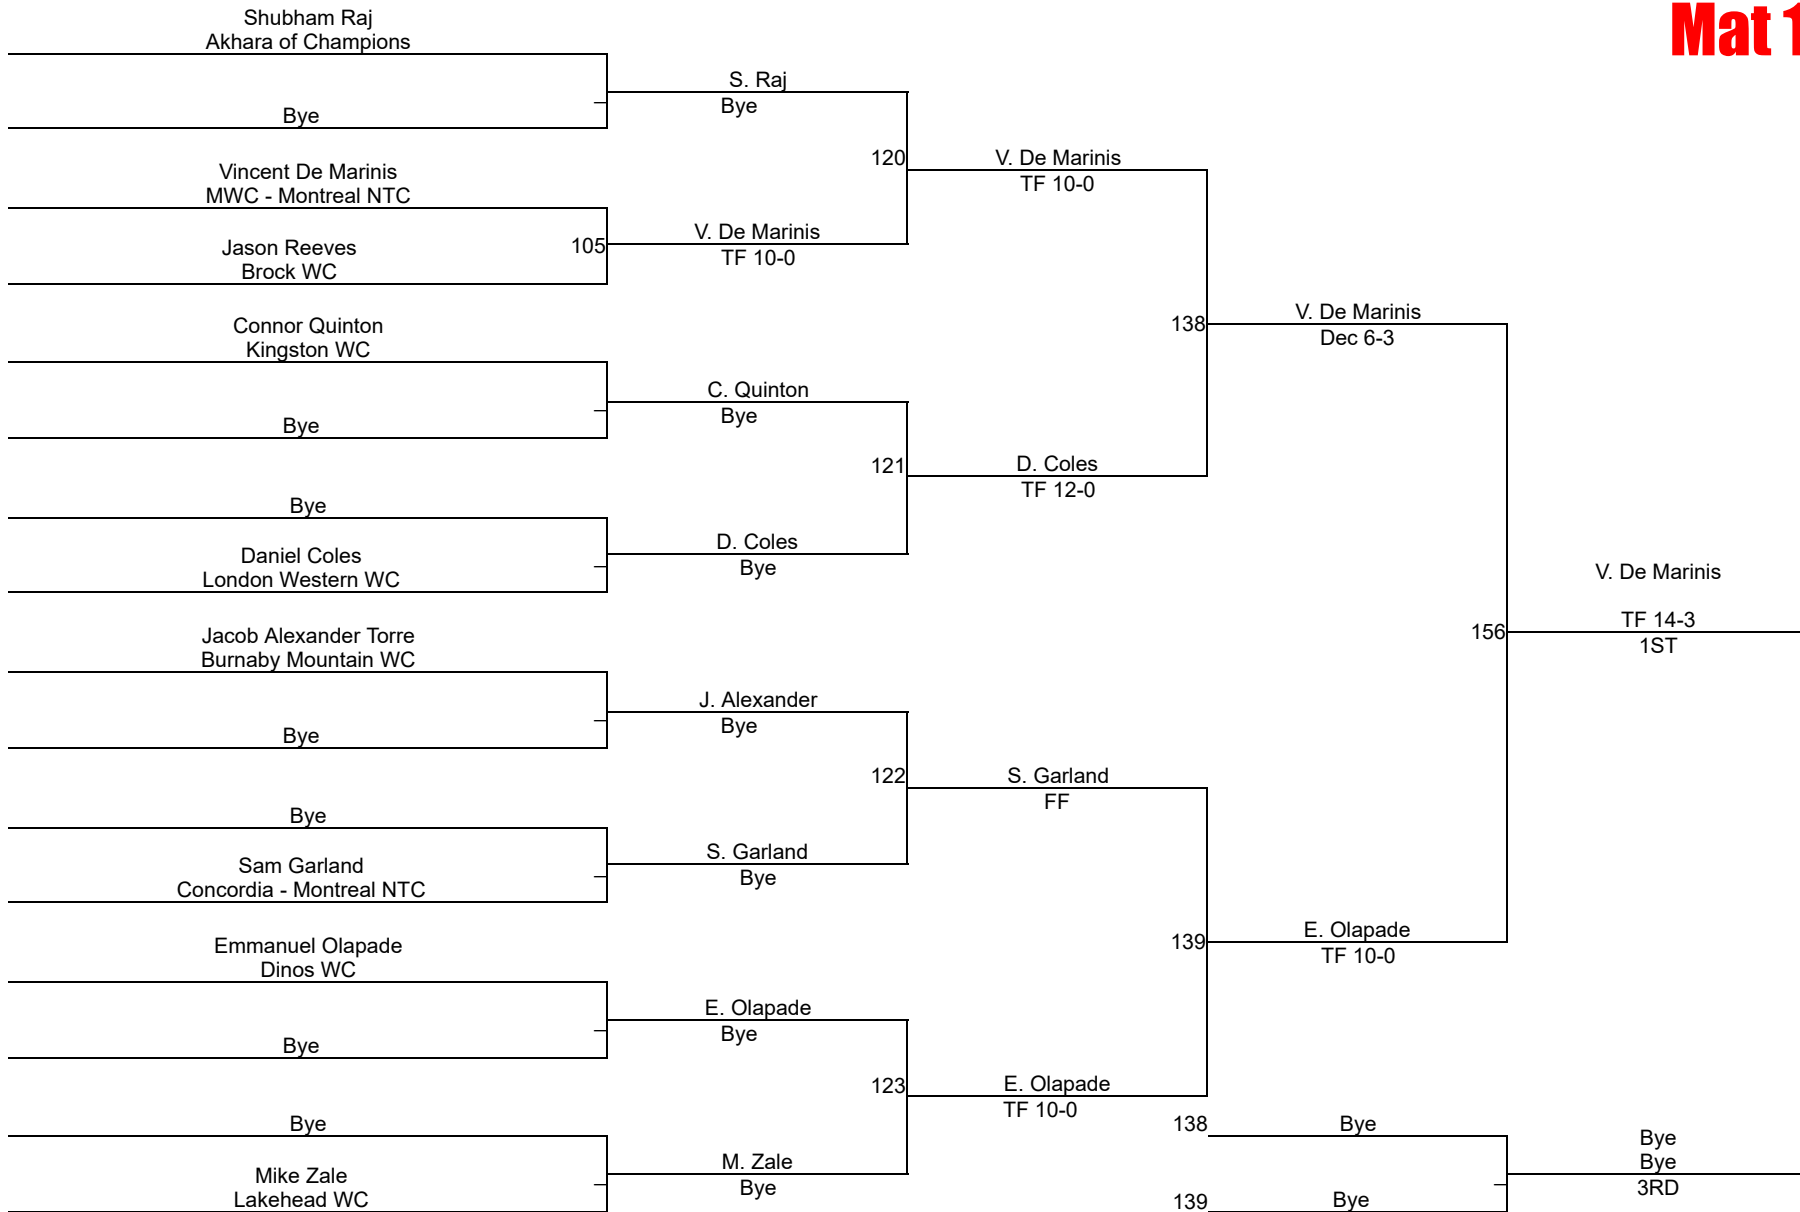 Mat 1
Shubham Raj
Akhara of Champions
Bye
Vincent De Marinis
MWC - Montreal NTC
Jason Reeves
Brock WC
105
Connor Quinton
Kingston WC
Bye
Bye
Daniel Coles
London Western WC
Jacob Alexander Torre
Burnaby Mountain WC
Bye
Bye
Sam Garland
Concordia - Montreal NTC
Emmanuel Olapade
Dinos WC
Bye
Bye
Mike Zale
Lakehead WC
S. Raj
Bye
120
V. De Marinis
TF 10-0
C. Quinton
Bye
121
D. Coles
Bye
J. Alexander
Bye
122
S. Garland
Bye
E. Olapade
Bye
123
M. Zale
Bye
V. De Marinis
TF 10-0
138
D. Coles
TF 12-0
S. Garland
FF
139
E. Olapade
TF 10-0
V. De Marinis
Dec 6-3
156
E. Olapade
TF 10-0
V. De Marinis
TF 14-3
1ST
138
Bye
139
Bye
Bye
Bye
3RD